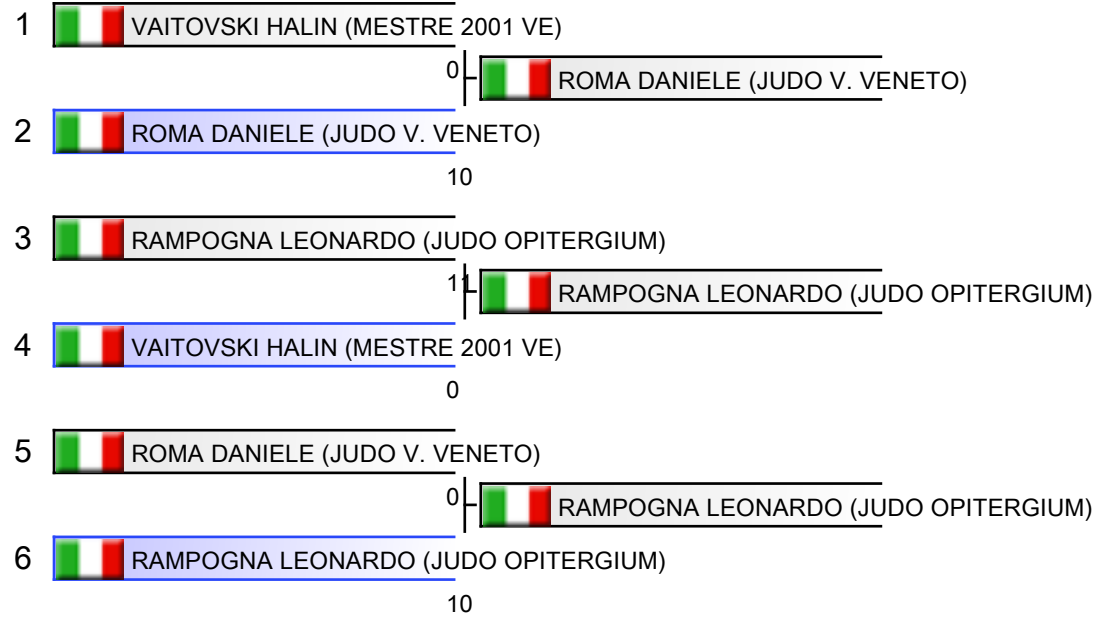 1 VAITOVSKI HALIN (MESTRE 2001 VE)
0 ROMA DANIELE (JUDO V. VENETO)
2 ROMA DANIELE (JUDO V. VENETO)
10
3 RAMPOGNA LEONARDO (JUDO OPITERGIUM)
11 RAMPOGNA LEONARDO (JUDO OPITERGIUM)
4 VAITOVSKI HALIN (MESTRE 2001 VE)
0
5 ROMA DANIELE (JUDO V. VENETO)
0 RAMPOGNA LEONARDO (JUDO OPITERGIUM)
6 RAMPOGNA LEONARDO (JUDO OPITERGIUM)
10